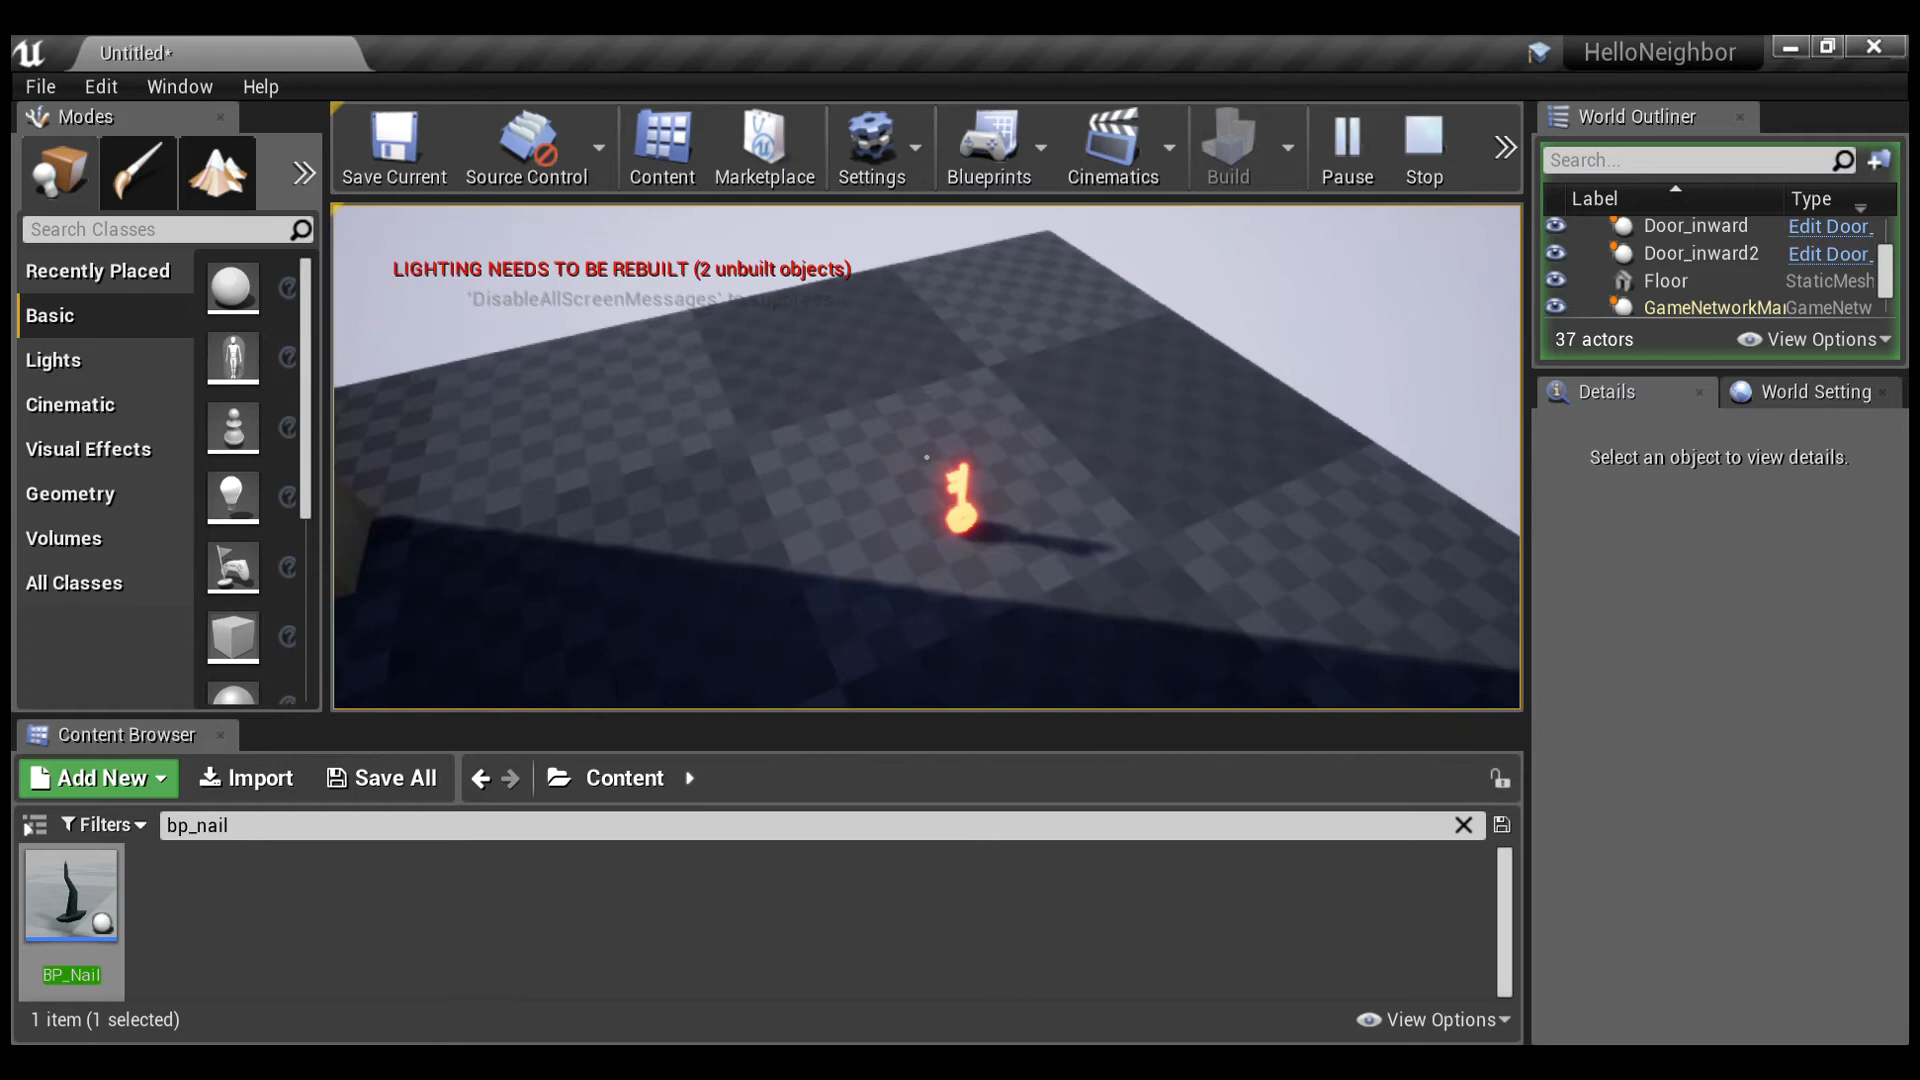 Untitled*
HelloNeighbor
File Edit Window Help
Modes
Save Current
Source Control
Content
Marketplace
Settings
Blueprints
Cinematics
Build
Pause
Stop
World Outliner
Search...
Label
Type
Door_inward Edit Door_
Door_inward2 Edit Door_
Floor StaticMesh
GameNetworkMa GameNetw
37 actors
View Options
Search Classes
Recently Placed
Basic
Lights
Cinematic
Visual Effects
Geometry
Volumes
All Classes
LIGHTING NEEDS TO BE REBUILT (2 unbuilt objects)
'DisableAllScreenMessages' to suppress
Details
World Setting
Select an object to view details.
Content Browser
Add New
Import
Save All
Content
Filters
bp_nail
BP_Nail
1 item (1 selected)
View Options